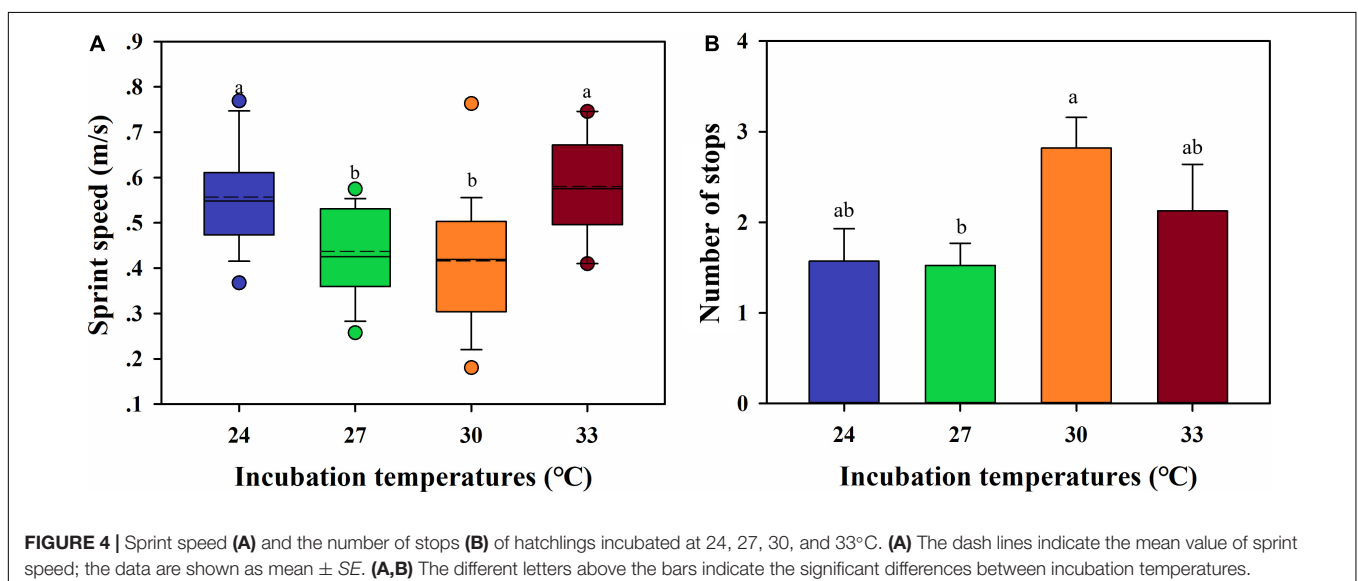 A
B
.9
.8
.7
.6
.5
.4
.3
.2
.1
Sprint speed (m/s)
a
b
b
a
24 27 30 33
Incubation temperatures (°C)
4
3
2
1
0
Number of stops
ab
b
a
ab
24 27 30 33
Incubation temperatures (°C)
FIGURE 4 | Sprint speed (A) and the number of stops (B) of hatchlings incubated at 24, 27, 30, and 33°C. (A) The dash lines indicate the mean value of sprint
speed; the data are shown as mean ± SE. (A,B) The different letters above the bars indicate the significant differences between incubation temperatures.